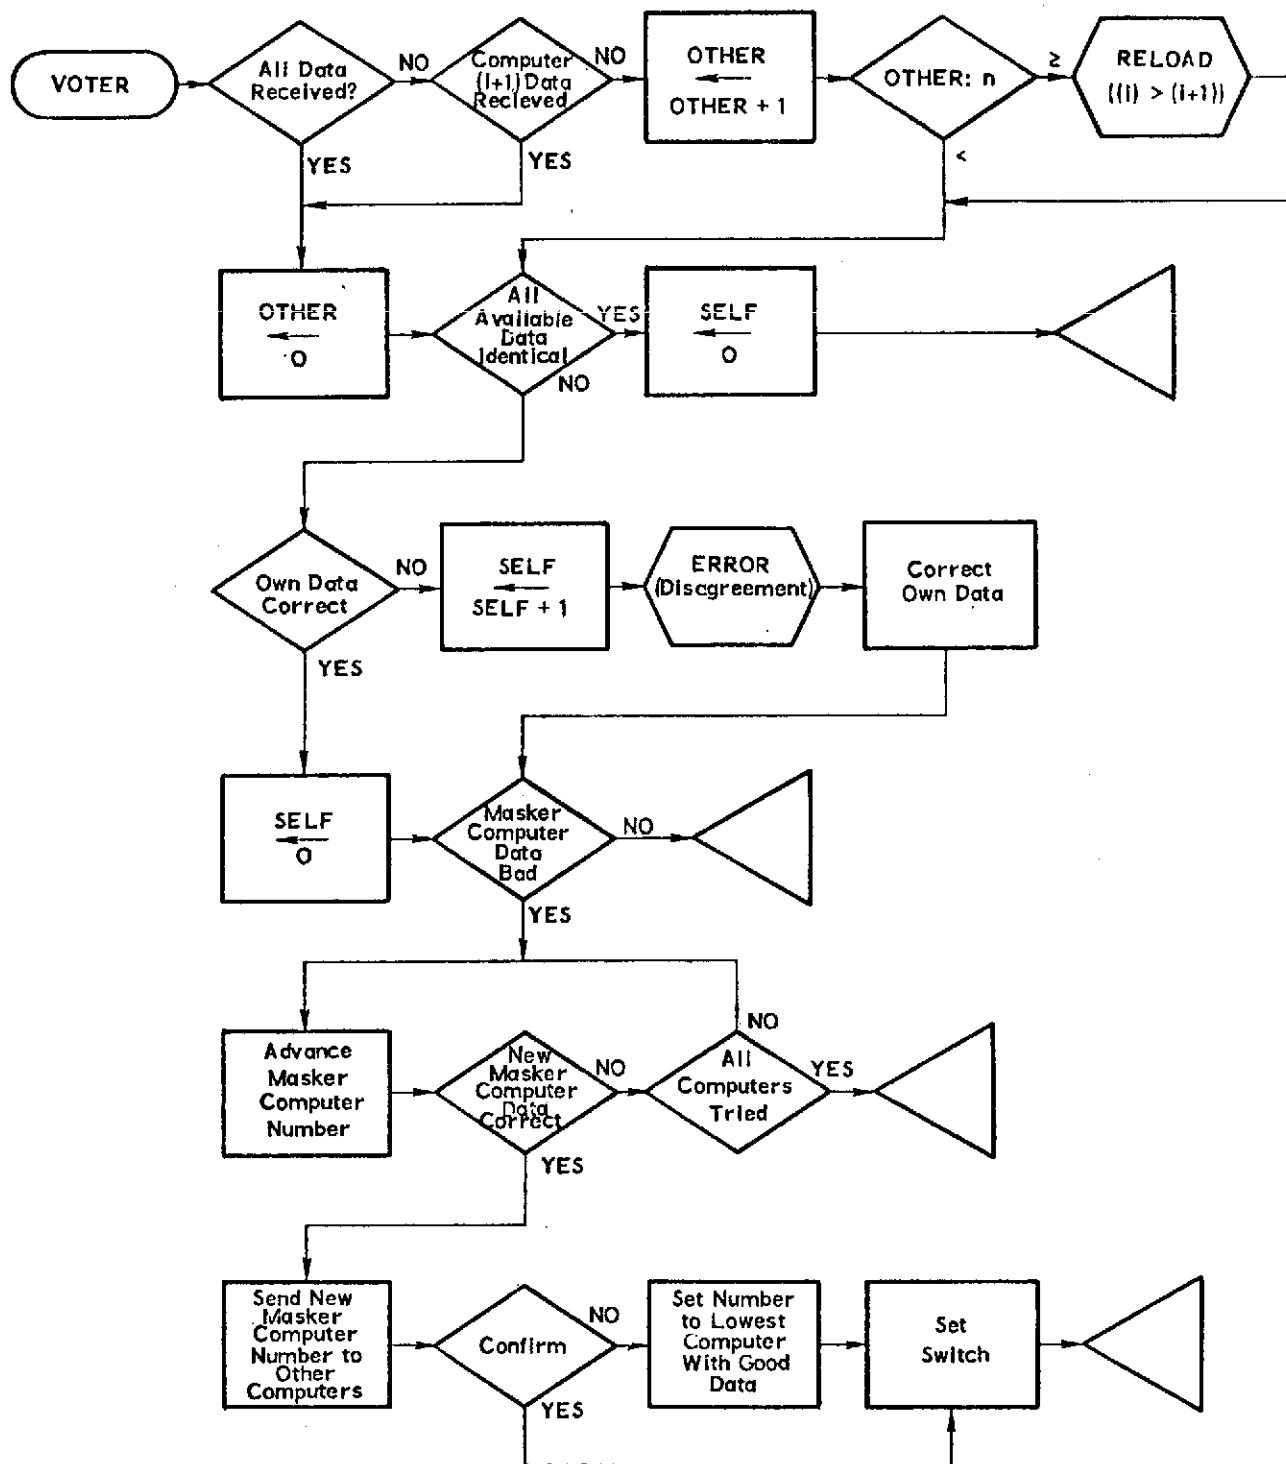 VOTER
All Data
Received?
NO
YES
Computer
(I+1) Data
Recieved
NO
YES
OTHER
←
OTHER + 1
OTHER: n
≥
<
RELOAD
((i) > (i+1))
OTHER
←
O
All
Available
Data
Identical
YES
NO
SELF
←
O
Own Data
Correct
NO
YES
SELF
←
SELF + 1
ERROR
(Disagreement)
Correct
Own Data
SELF
←
O
Masker
Computer
Data
Bad
NO
YES
Advance
Masker
Computer
Number
New
Masker
Computer
Data
Correct
NO
YES
All
Computers
Tried
NO
YES
Send New
Masker
Computer
Number to
Other
Computers
Confirm
NO
YES
Set Number
to Lowest
Computer
With Good
Data
Set
Switch